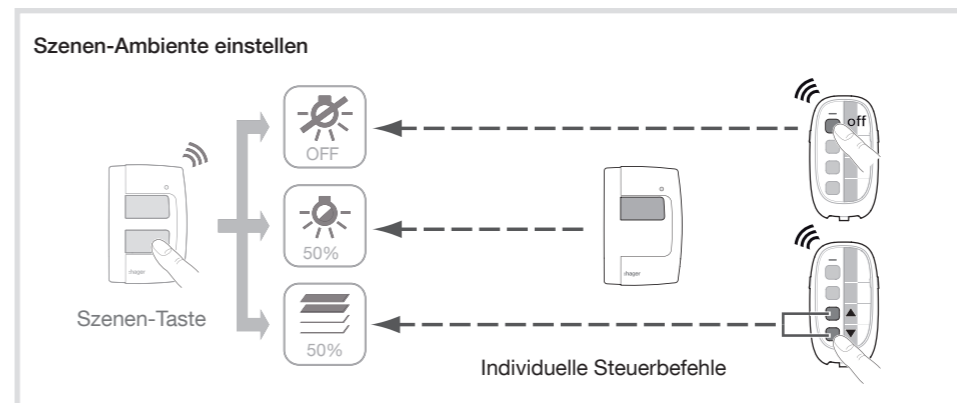 Szenen-Ambiente einstellen
OFF
off
50%
:hager
:hager
Szenen-Taste
50%
Individuelle Steuerbefehle